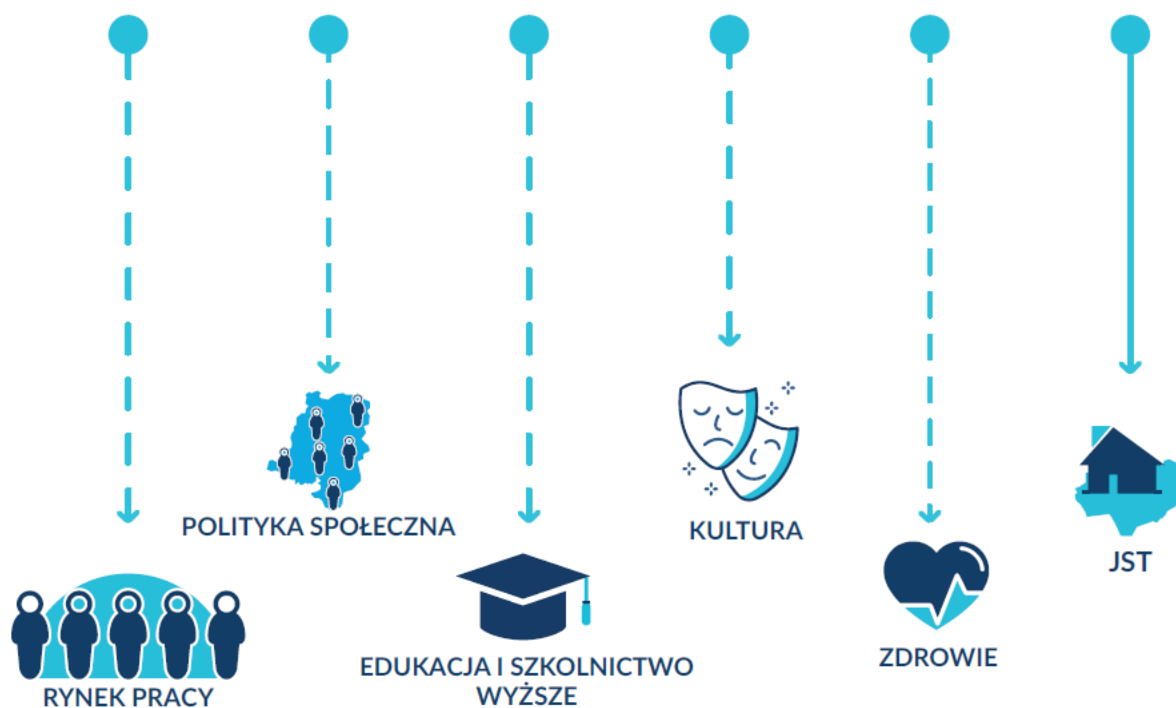 POLITYKA SPOŁECZNA
KULTURA
JST
RYNEK PRACY
EDUKACJA I SZKOLNICTWO
WYŻSZE
ZDROWIE